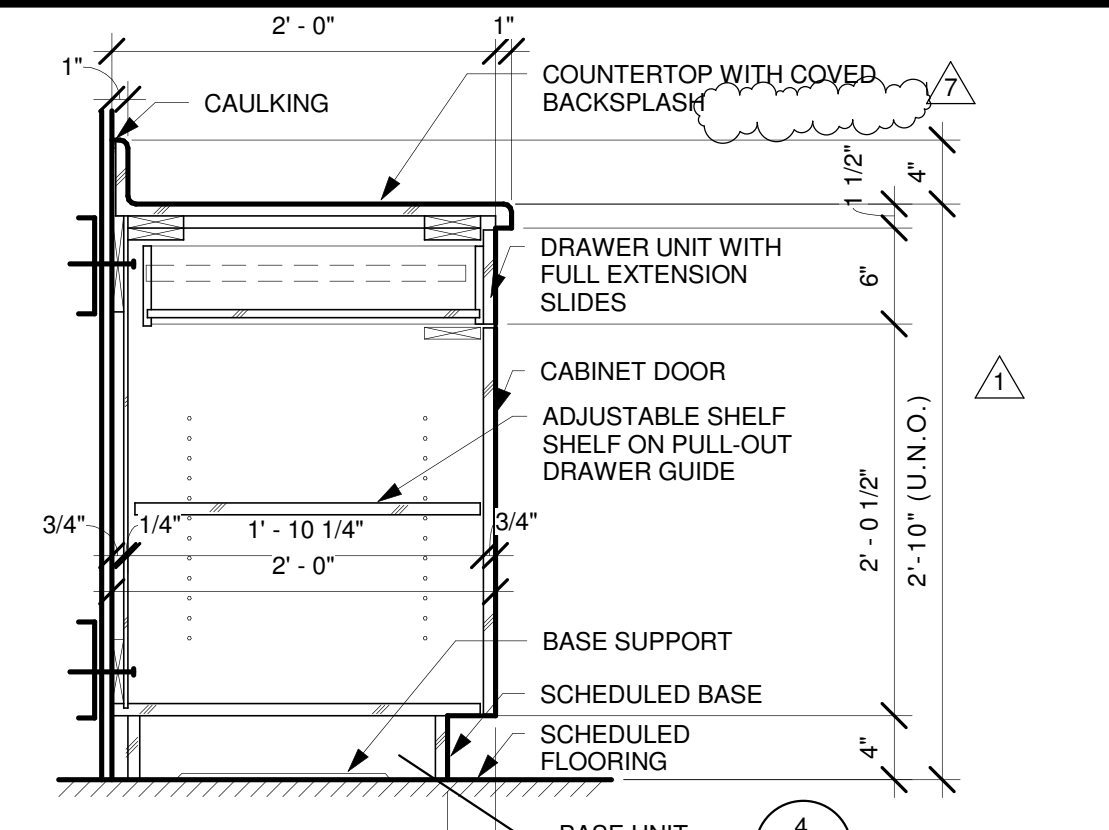 2' - 0"
1"
1"
COUNTERTOP WITH COVED
BACKSPLASH
7
CAULKING
1 1/2"
4"
DRAWER UNIT WITH
FULL EXTENSION
SLIDES
6"
CABINET DOOR
1
ADJUSTABLE SHELF
SHELF ON PULL-OUT
DRAWER GUIDE
2' - 0 1/2"
2'-10" (U.N.O.)
3/4"
1/4"
1' - 10 1/4"
3/4"
2' - 0"
BASE SUPPORT
SCHEDULED BASE
SCHEDULED
FLOORING
4"
BASE UNIT
4